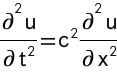 ∂²u/∂t² = c² ∂²u/∂x²